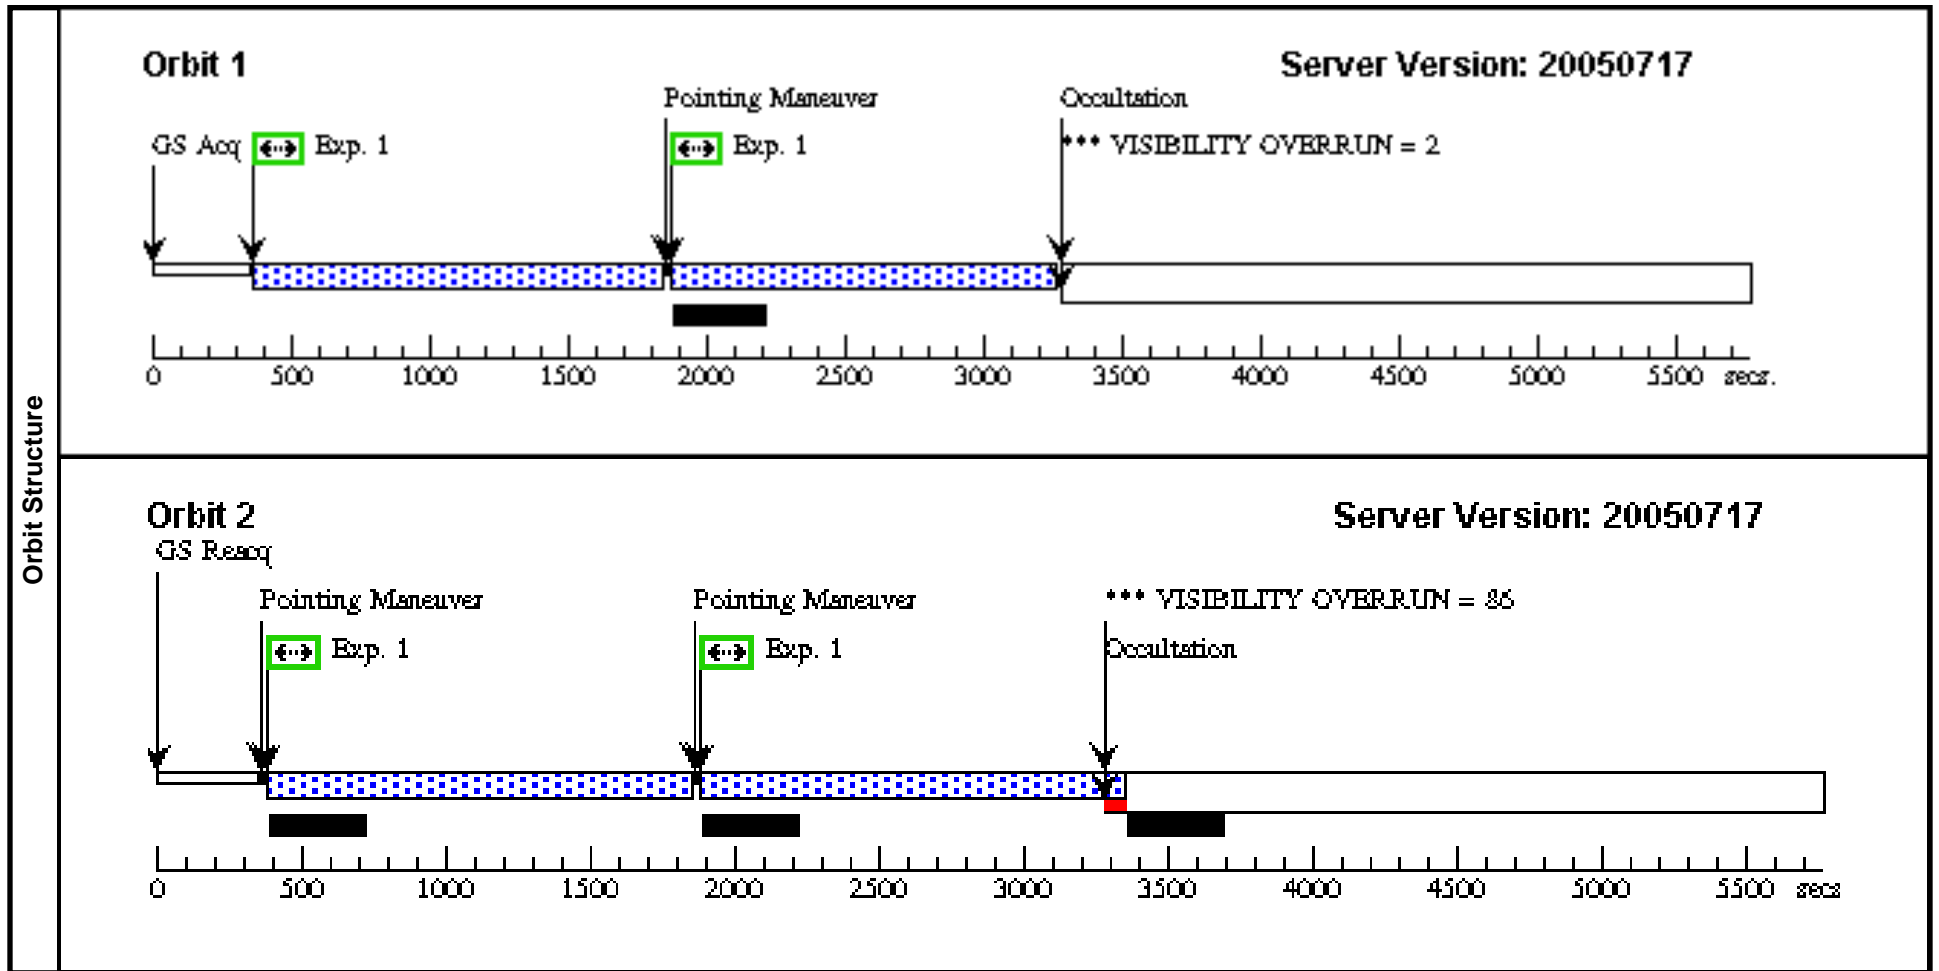 Orbit Structure
Orbit 1
Server Version: 20050717
Pointing Maneuver
Occultation
GS Acq
Exp. 1
Exp. 1
*** VISIBILITY OVERRUN = 2
0 500 1000 1500 2000 2500 3000 3500 4000 4500 5000 5500 secs.
Orbit 2
Server Version: 20050717
GS Reacq
Pointing Maneuver
Pointing Maneuver
*** VISIBILITY OVERRUN = 86
Exp. 1
Exp. 1
Occultation
0 500 1000 1500 2000 2500 3000 3500 4000 4500 5000 5500 secs